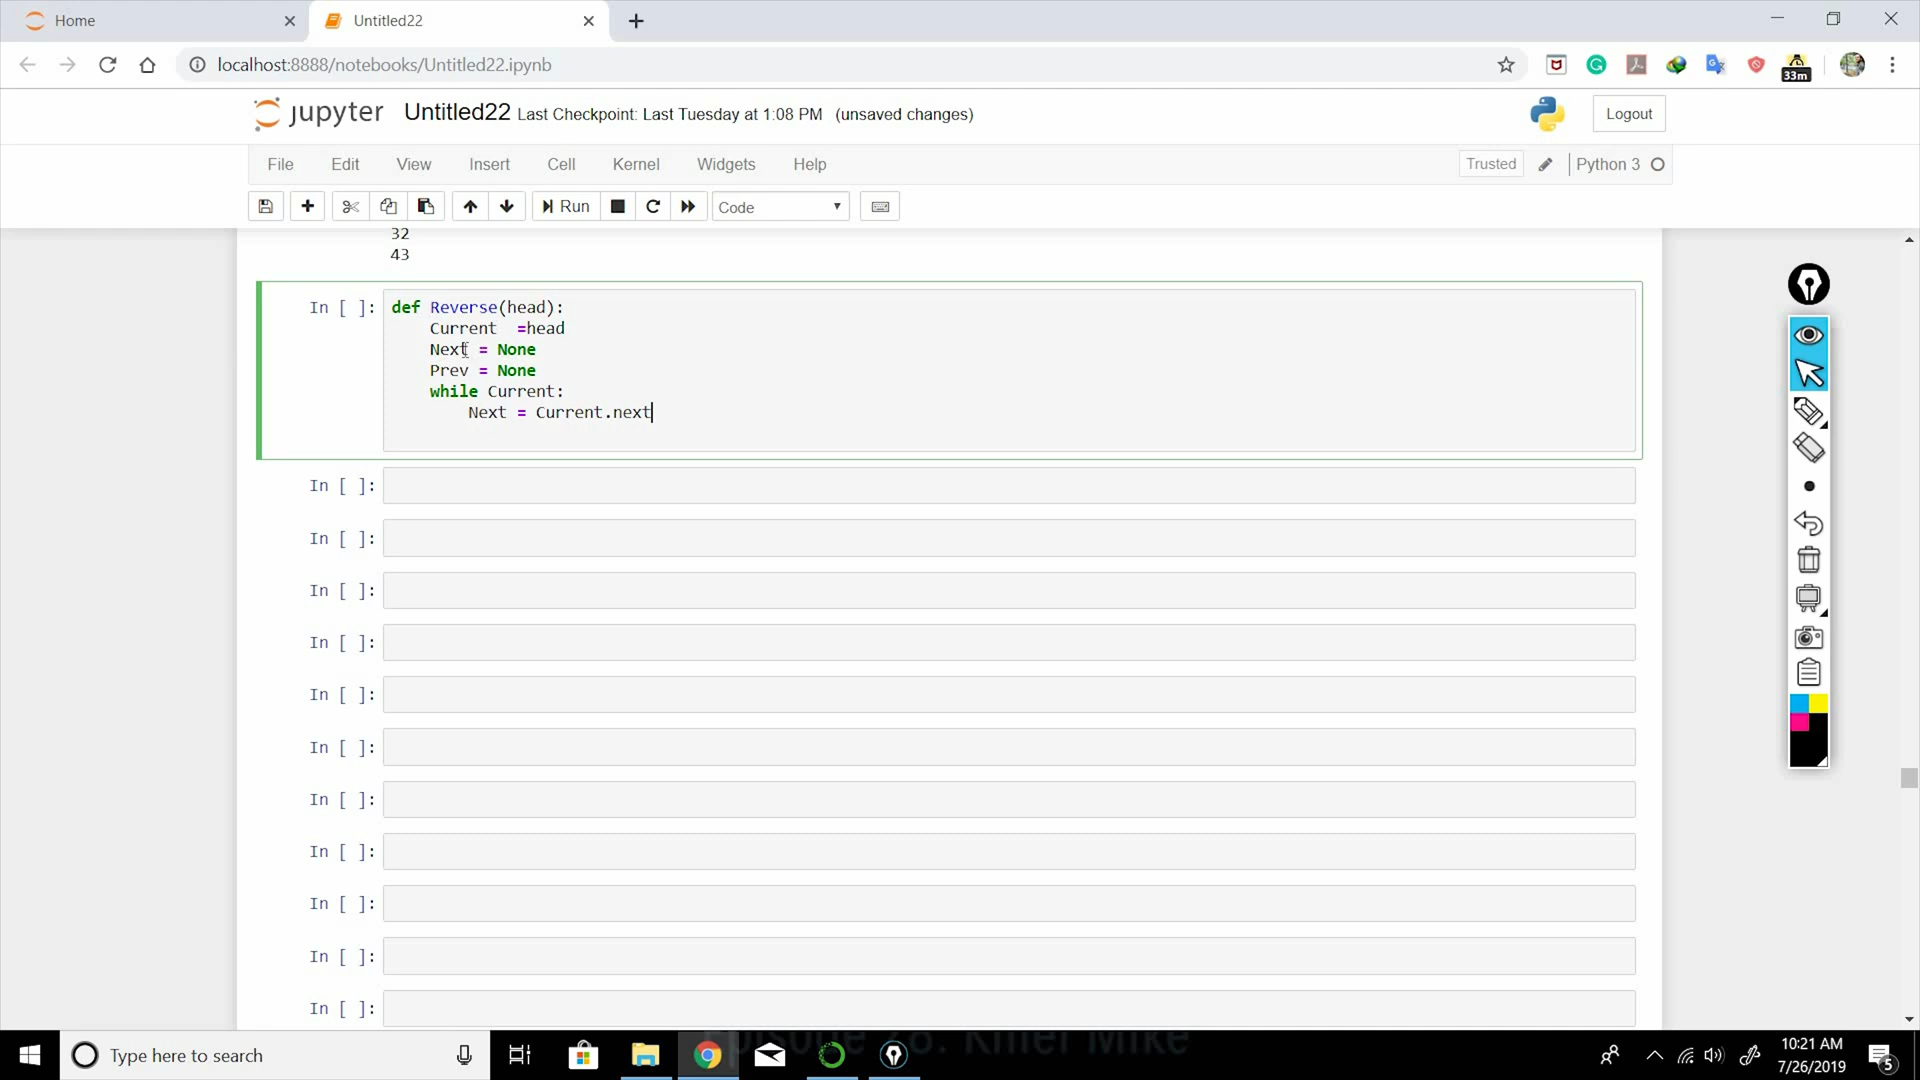 Home
Untitled22
localhost:8888/notebooks/Untitled22.ipynb
33m
jupyter Untitled22 Last Checkpoint: Last Tuesday at 1:08 PM (unsaved changes)
Logout
File Edit View Insert Cell Kernel Widgets Help
Trusted Python 3
Run Code
32
43
In [ ]:
def Reverse(head):
    Current  =head
    Next = None
    Prev = None
    while Current:
        Next = Current.next
In [ ]:
In [ ]:
In [ ]:
In [ ]:
In [ ]:
In [ ]:
In [ ]:
In [ ]:
In [ ]:
In [ ]:
In [ ]:
Type here to search
Killer Mike
10:21 AM
7/26/2019
5